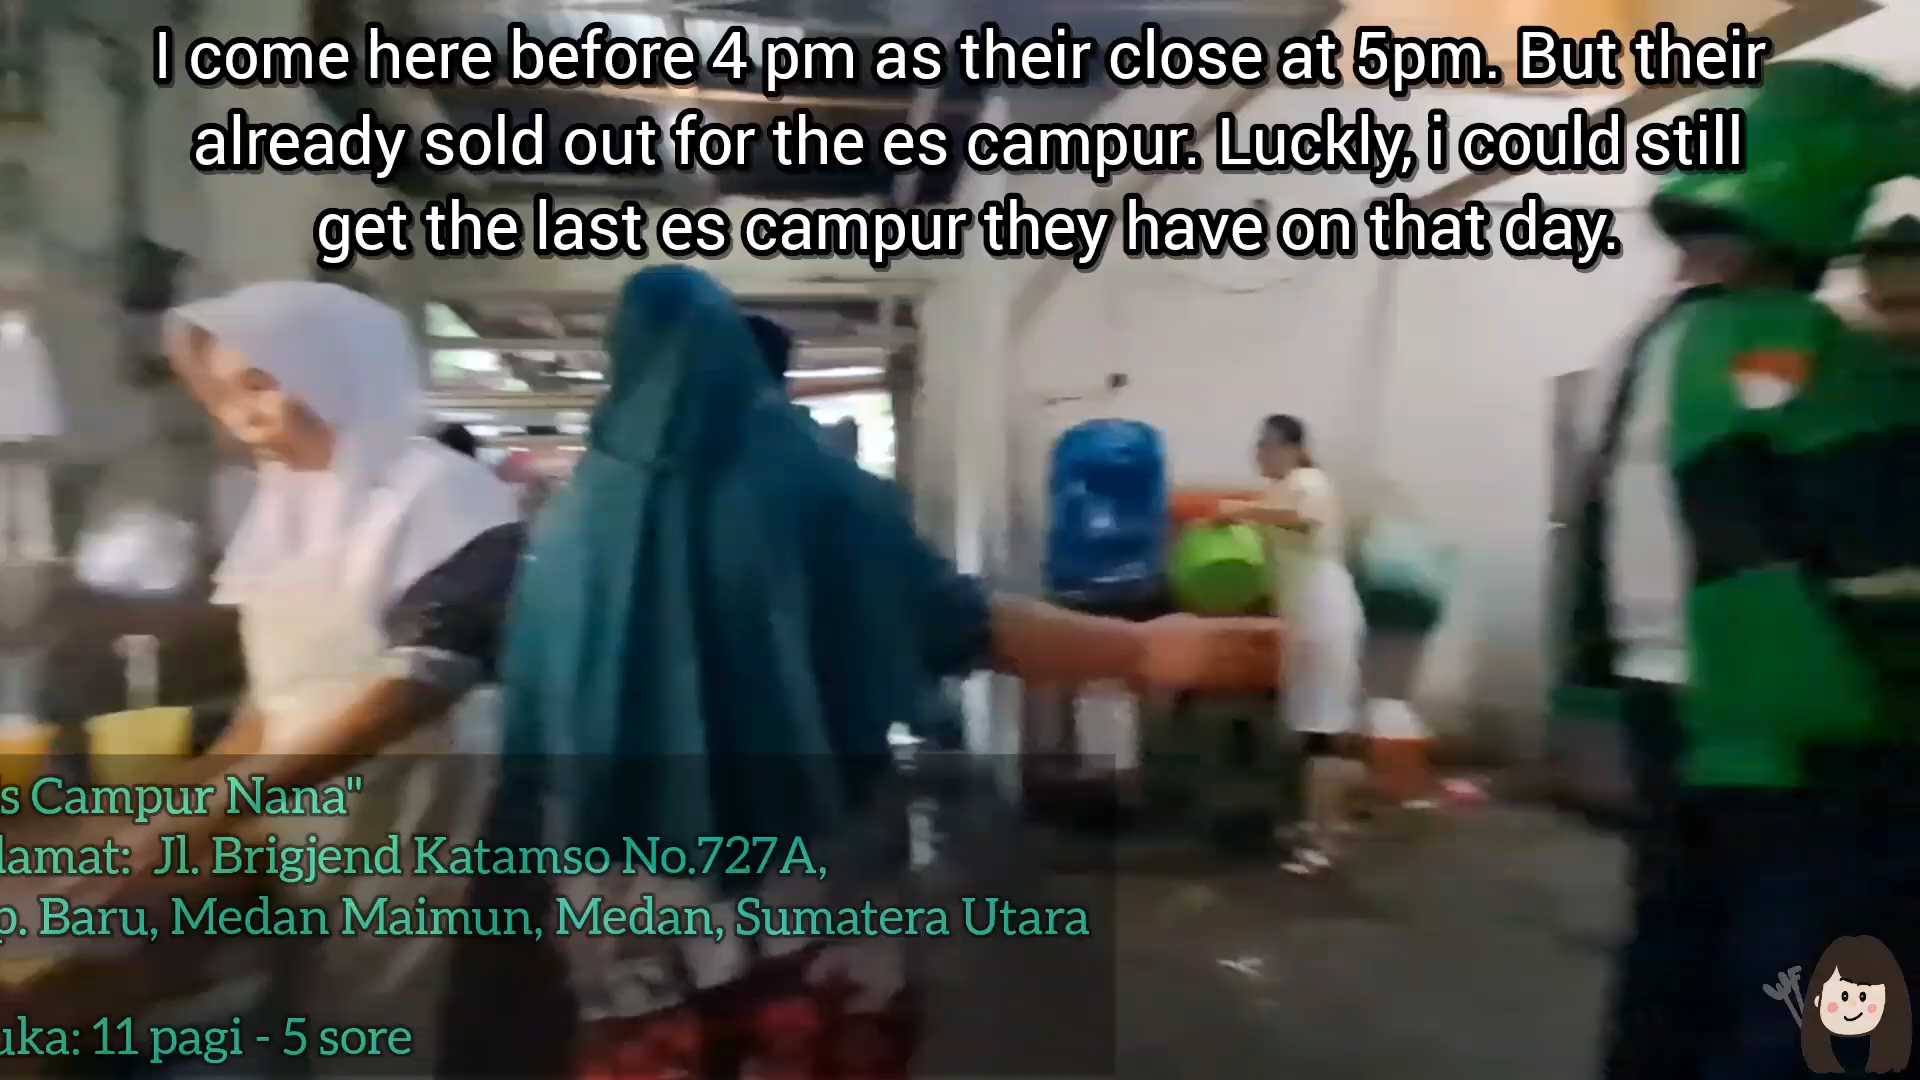 I come here before 4 pm as their close at 5pm. But their
already sold out for the es campur. Luckly, i could still
get the last es campur they have on that day.
s Campur Nana"
lamat: Jl. Brigjend Katamso No.727A,
p. Baru, Medan Maimun, Medan, Sumatera Utara
uka: 11 pagi - 5 sore